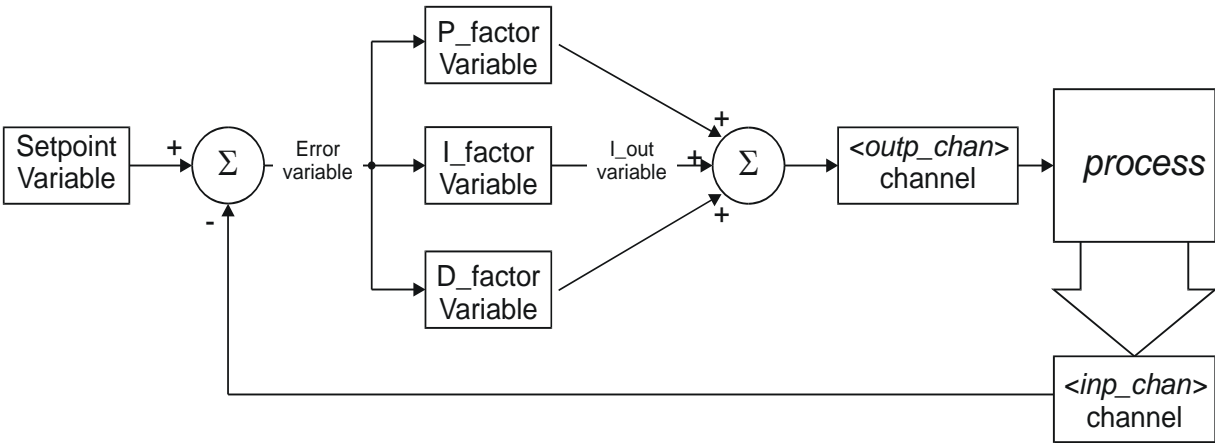 Setpoint
Variable
+
-
Σ
Error
variable
P_factor
Variable
I_factor
Variable
D_factor
Variable
I_out
variable
+
+
+
Σ
<outp_chan>
channel
process
<inp_chan>
channel